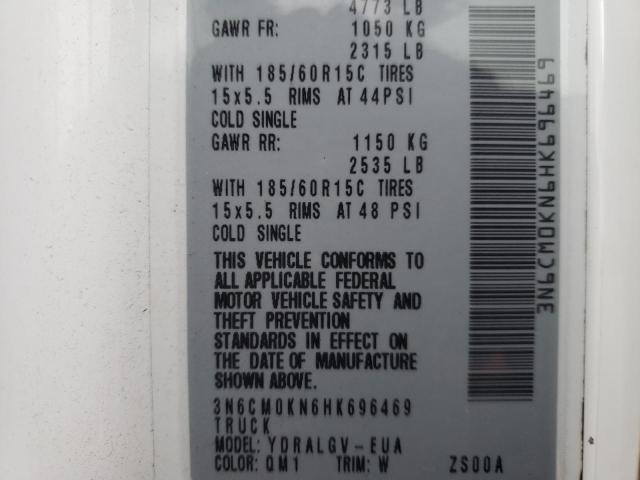 4773 LB
GAWR FR: 1050 KG
2315 LB
WITH 185/60R15C TIRES
15x5.5 RIMS AT 44PSI
COLD SINGLE
GAWR RR: 1150 KG
2535 LB
WITH 185/60R15C TIRES
15x5.5 RIMS AT 48 PSI
COLD SINGLE
THIS VEHICLE CONFORMS TO
ALL APPLICABLE FEDERAL
MOTOR VEHICLE SAFETY AND
THEFT PREVENTION
STANDARDS IN EFFECT ON
THE DATE OF MANUFACTURE
SHOWN ABOVE.
3N6CM0KN6HK696469
TRUCK
MODEL: YDRALGV-EUA
COLOR: QM1 TRIM: W ZS00A
3N6CM0KN6HK696469